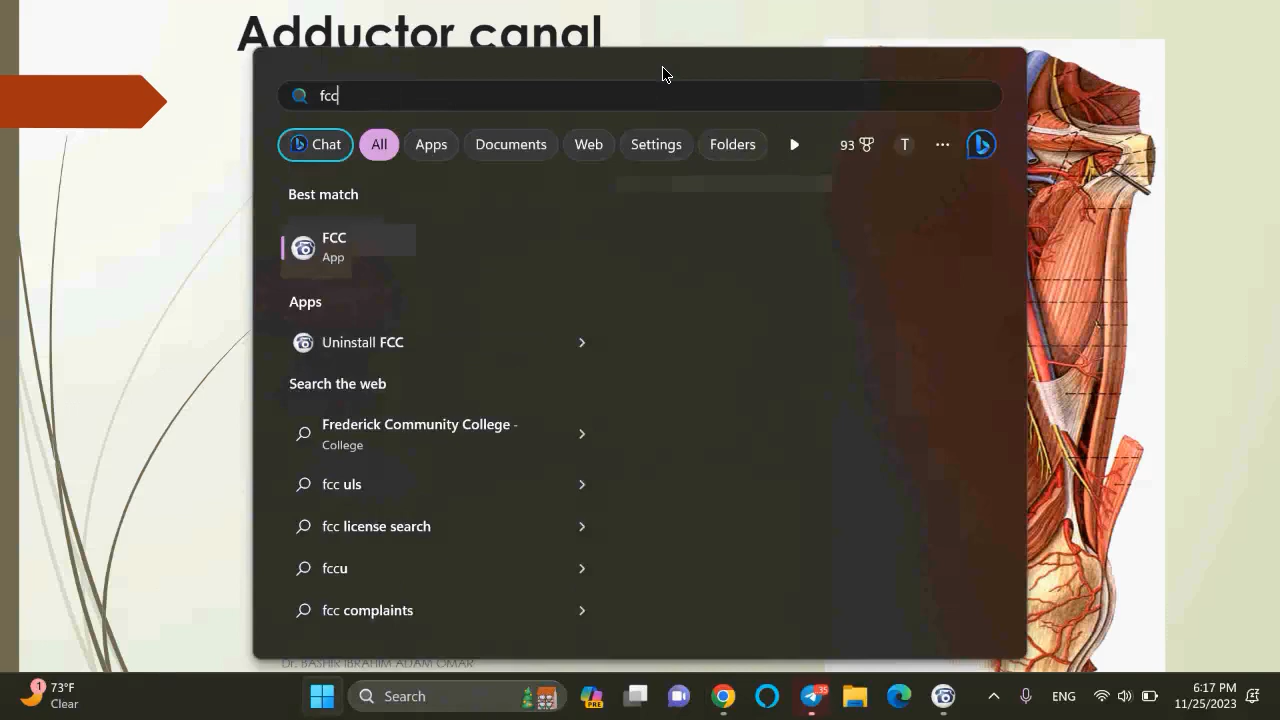 Adductor canal
fcc
Chat
All
Apps
Documents
Web
Settings
Folders
93
T
Best match
FCC
App
Apps
Uninstall FCC
Search the web
Frederick Community College -
College
fcc uls
fcc license search
fccu
fcc complaints
Dr. BASHIR IBRAHIM ADAM OMAR
1
73°F
Clear
Search
PRE
35
ENG
6:17 PM
11/25/2023